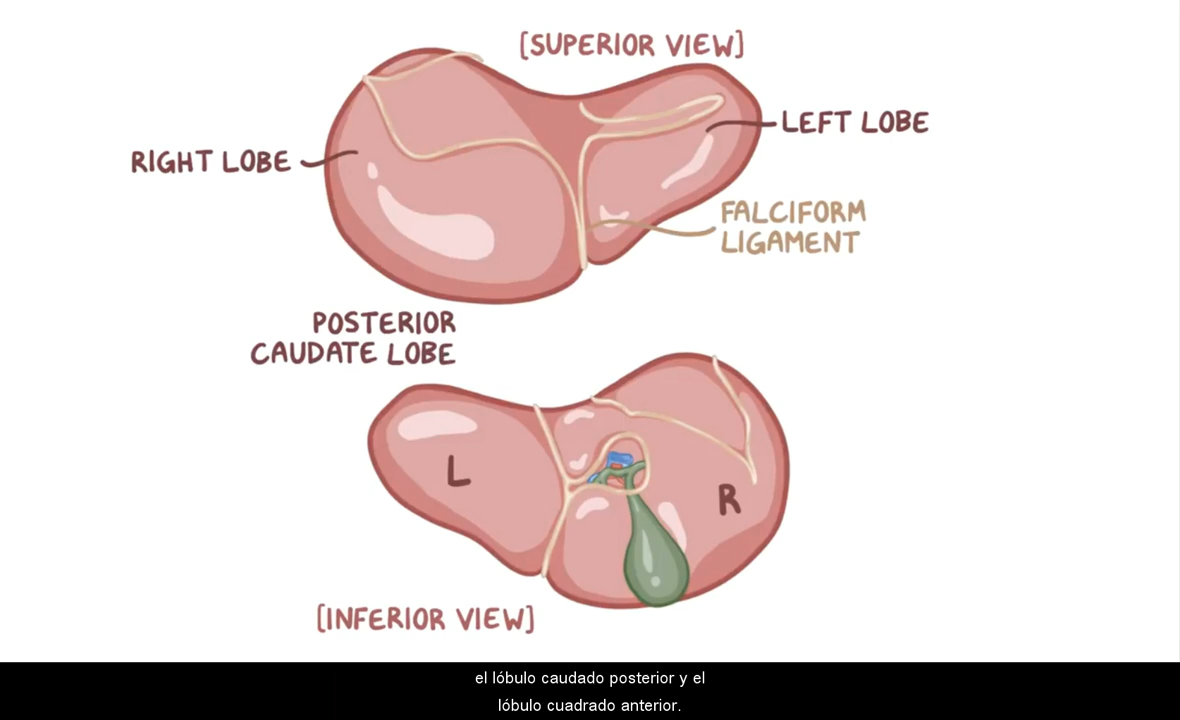 [SUPERIOR VIEW]
LEFT LOBE
RIGHT LOBE
FALCIFORM
LIGAMENT
POSTERIOR
CAUDATE LOBE
L
R
[INFERIOR VIEW]
el lóbulo caudado posterior y el
lóbulo cuadrado anterior.